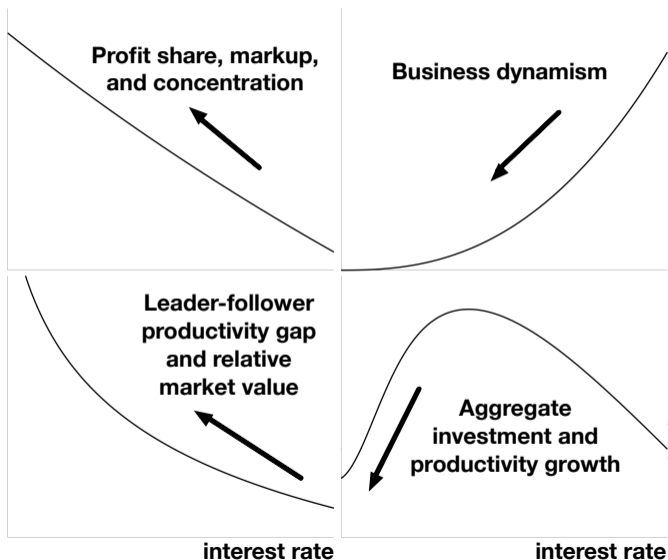 Profit share, markup,
and concentration
Business dynamism
Leader-follower
productivity gap
and relative
market value
Aggregate
investment and
productivity growth
interest rate
interest rate